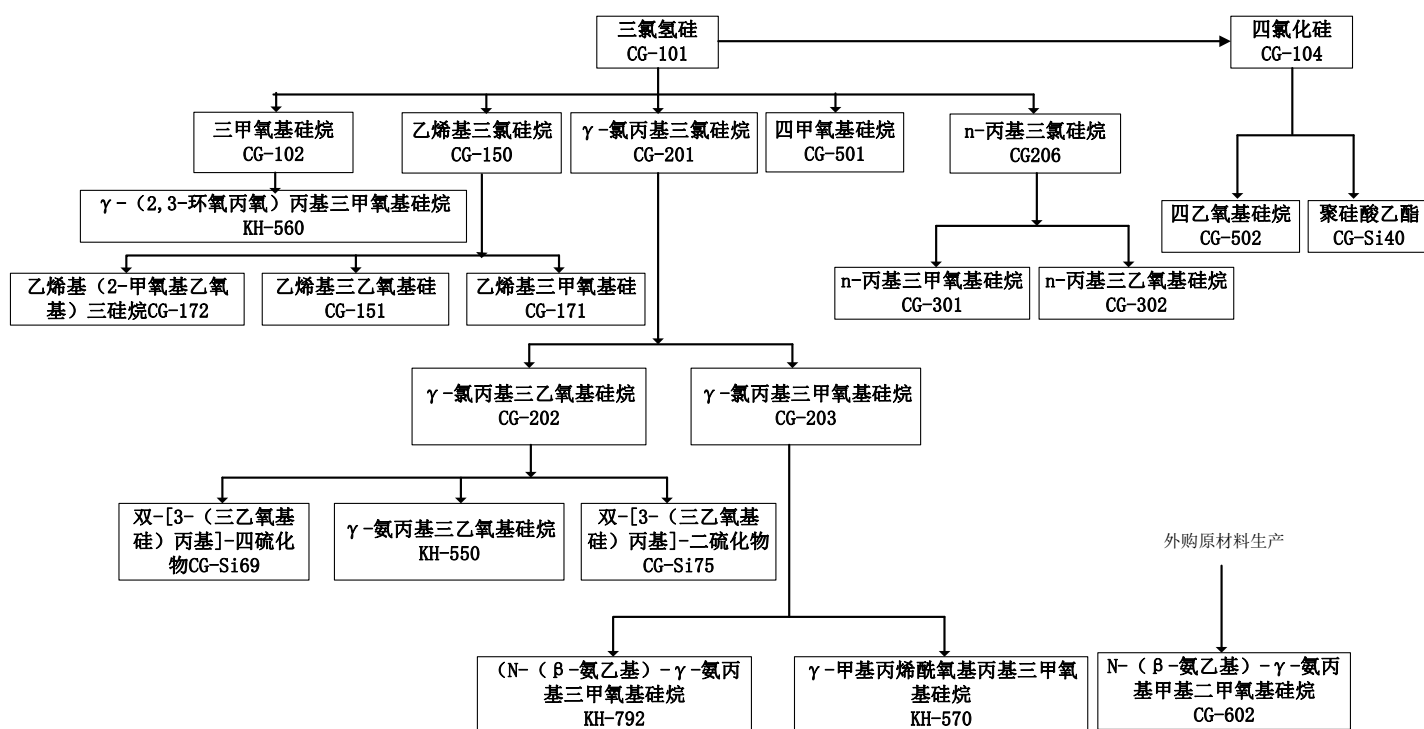 三氯氢硅
CG-101
四氯化硅
CG-104
三甲氧基硅烷
CG-102
乙烯基三氯硅烷
CG-150
γ-氯丙基三氯硅烷
CG-201
四甲氧基硅烷
CG-501
n-丙基三氯硅烷
CG206
γ-（2,3-环氧丙氧）丙基三甲氧基硅烷
KH-560
四乙氧基硅烷
CG-502
聚硅酸乙酯
CG-Si40
乙烯基（2-甲氧基乙氧
基）三硅烷CG-172
乙烯基三乙氧基硅
CG-151
乙烯基三甲氧基硅
CG-171
n-丙基三甲氧基硅烷
CG-301
n-丙基三乙氧基硅烷
CG-302
γ-氯丙基三乙氧基硅烷
CG-202
γ-氯丙基三甲氧基硅烷
CG-203
双-[3-（三乙氧基
硅）丙基]-四硫化
物CG-Si69
γ-氨丙基三乙氧基硅烷
KH-550
双-[3-（三乙氧基
硅）丙基]-二硫化物
CG-Si75
外购原材料生产
（N-（β-氨乙基）-γ-氨丙
基三甲氧基硅烷
KH-792
γ-甲基丙烯酰氧基丙基三甲氧
基硅烷
KH-570
N-（β-氨乙基）-γ-氨丙
基甲基二甲氧基硅烷
CG-602